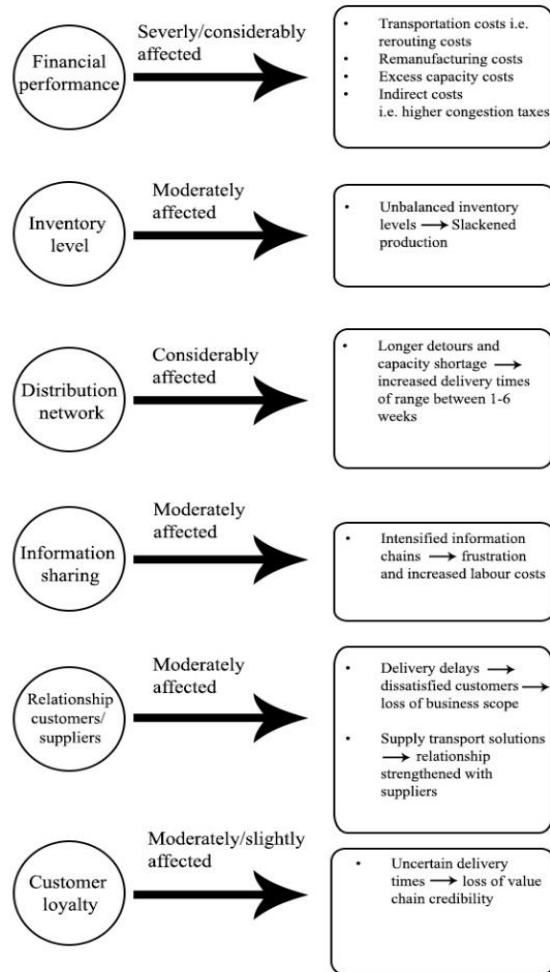 Financial
performance
Severly/considerably
affected
• Transportation costs i.e.
rerouting costs
• Remanufacturing costs
• Excess capacity costs
• Indirect costs
i.e. higher congestion taxes
Inventory
level
Moderately
affected
• Unbalanced inventory
levels → Slackened
production
Distribution
network
Considerably
affected
• Longer detours and
capacity shortage →
increased delivery times
of range between 1-6
weeks
Information
sharing
Moderately
affected
• Intensified information
chains → frustration
and increased labour costs
Relationship
customers/
suppliers
Moderately
affected
• Delivery delays →
dissatisfied customers →
loss of business scope
• Supply transport solutions
→ relationship
strengthened with
suppliers
Customer
loyalty
Moderately/slightly
affected
• Uncertain delivery
times → loss of value
chain credibility